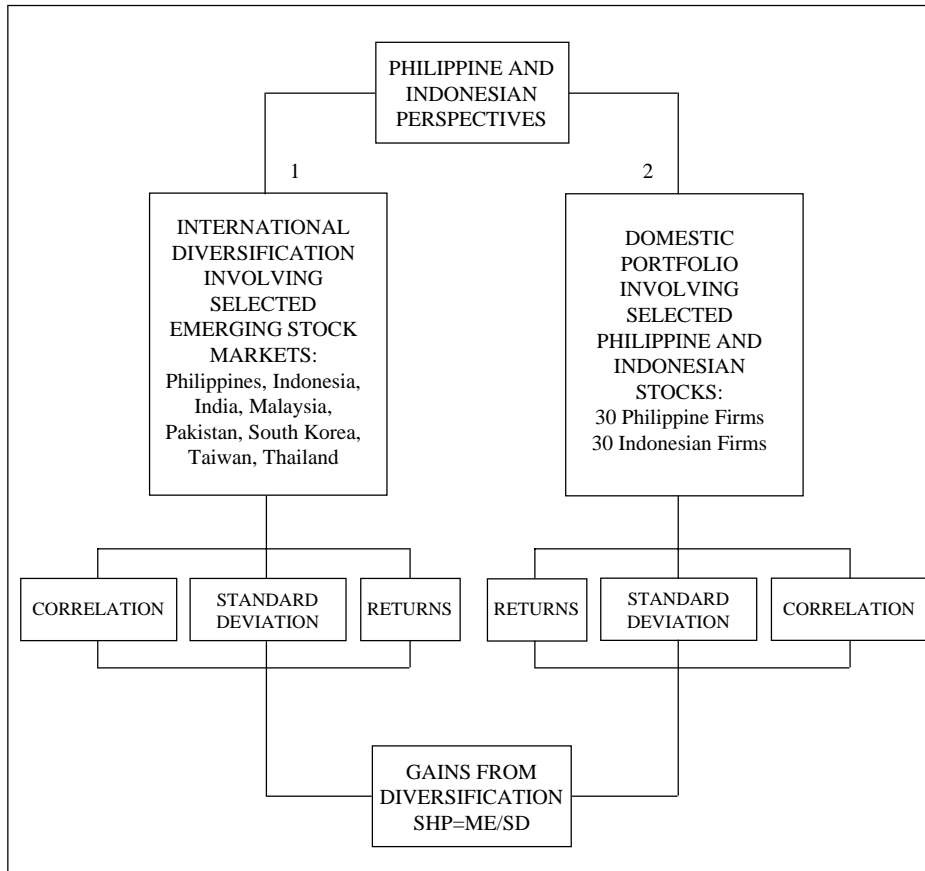 PHILIPPINE AND
INDONESIAN
PERSPECTIVES
1
2
INTERNATIONAL
DIVERSIFICATION
INVOLVING
SELECTED
EMERGING STOCK
MARKETS:
Philippines, Indonesia,
India, Malaysia,
Pakistan, South Korea,
Taiwan, Thailand
DOMESTIC
PORTFOLIO
INVOLVING
SELECTED
PHILIPPINE AND
INDONESIAN
STOCKS:
30 Philippine Firms
30 Indonesian Firms
CORRELATION
STANDARD
DEVIATION
RETURNS
RETURNS
STANDARD
DEVIATION
CORRELATION
GAINS FROM
DIVERSIFICATION
SHP=ME/SD